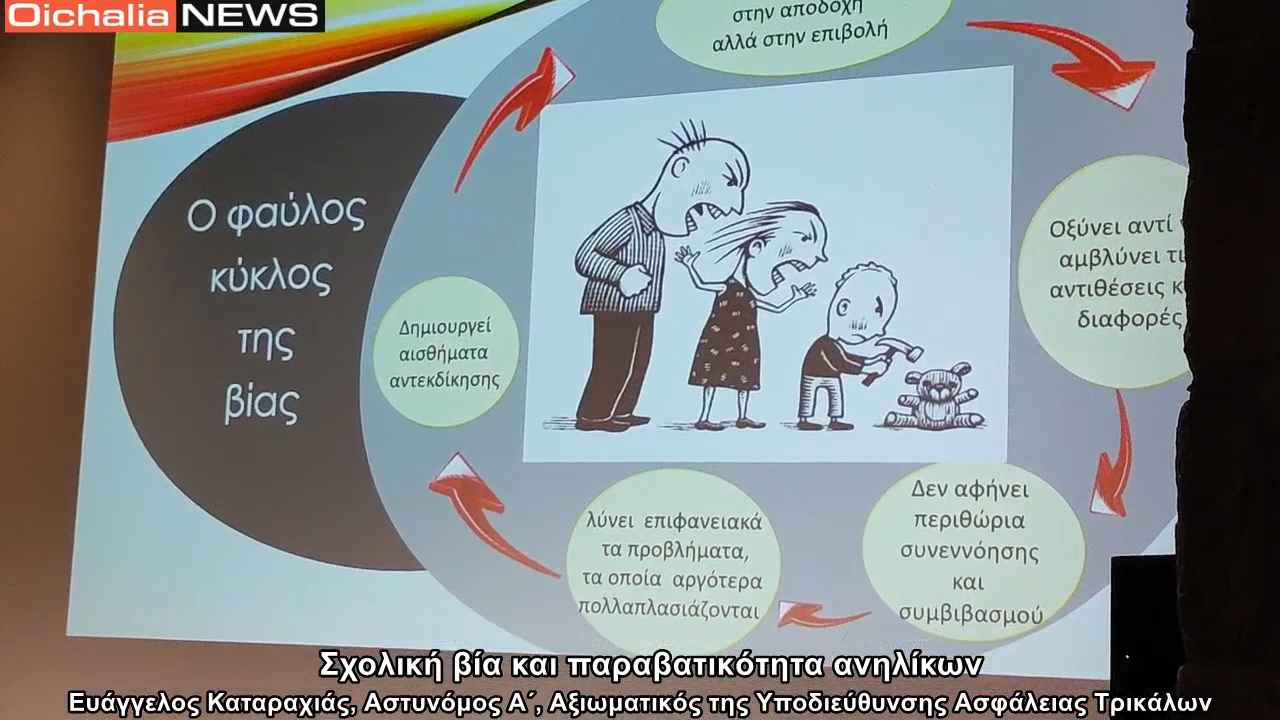 Oichalia NEWS
στην αποδοχή
αλλά στην επιβολή
Ο φαύλος
κύκλος
της
βίας
Οξύνει αντί
αμβλύνει
αντιθέσεις
διαφορές
Δημιουργεί
αισθήματα
αντεκδίκησης
Δεν αφήνει
περιθώρια
συνεννόησης
και
συμβιβασμού
λύνει επιφανειακά
τα προβλήματα,
τα οποία αργότερα
πολλαπλασιάζονται
Σχολική βία και παραβατικότητα ανηλίκων
Ευάγγελος Καταραχιάς, Αστυνόμος Α΄, Αξιωματικός της Υποδιεύθυνσης Ασφάλειας Τρικάλων